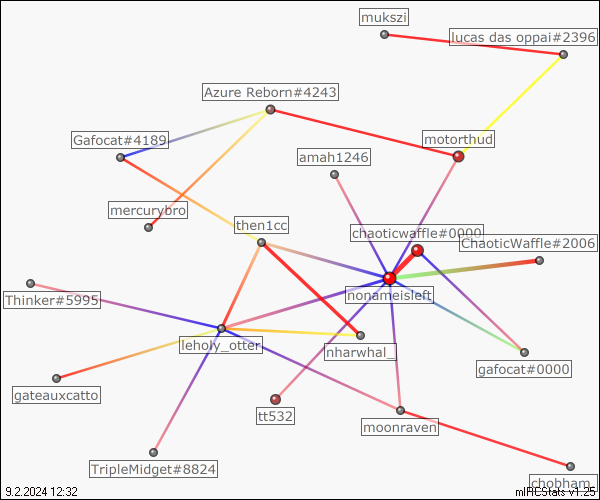 mukszi
lucas das oppai#2396
Azure Reborn#4243
Gafocat#4189
motorthud
amah1246
mercurybro
then1cc
chaoticwaffle#0000
ChaoticWaffle#2006
Thinker#5995
nonameisleft
leholy_otter
nharwhal_
gafocat#0000
gateauxcatto
tt532
moonraven
TripleMidget#8824
chobham_
9.2.2024 12:32
mIRCStats v1.25